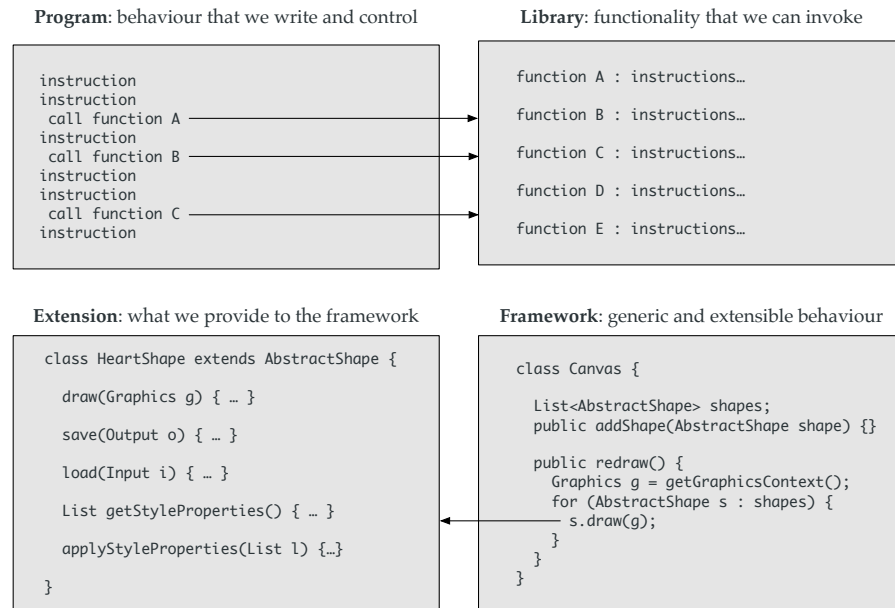 Program: behaviour that we write and control
instruction
instruction
call function A
instruction
call function B
instruction
instruction
call function C
instruction
Library: functionality that we can invoke
function A : instructions…
function B : instructions…
function C : instructions…
function D : instructions…
function E : instructions…
Extension: what we provide to the framework
class HeartShape extends AbstractShape {
draw(Graphics g) { … }
save(Output o) { … }
load(Input i) { … }
List getStyleProperties() { … }
applyStyleProperties(List l) {…}
}
Framework: generic and extensible behaviour
class Canvas {
List<AbstractShape> shapes;
public addShape(AbstractShape shape) {}
public redraw() {
Graphics g = getGraphicsContext();
for (AbstractShape s : shapes) {
s.draw(g);
}
}
}